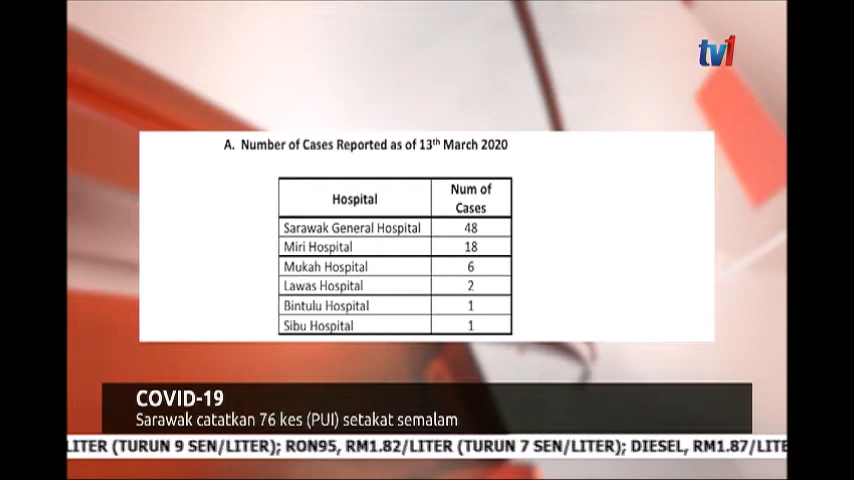 tv1
A. Number of Cases Reported as of 13th March 2020
Hospital
Num of
Cases
Sarawak General Hospital 48
Miri Hospital 18
Mukah Hospital 6
Lawas Hospital 2
Bintulu Hospital 1
Sibu Hospital 1
COVID-19
Sarawak catatkan 76 kes (PUI) setakat semalam
LITER (TURUN 9 SEN/LITER); RON95, RM1.82/LITER (TURUN 7 SEN/LITER); DIESEL, RM1.87/LITE